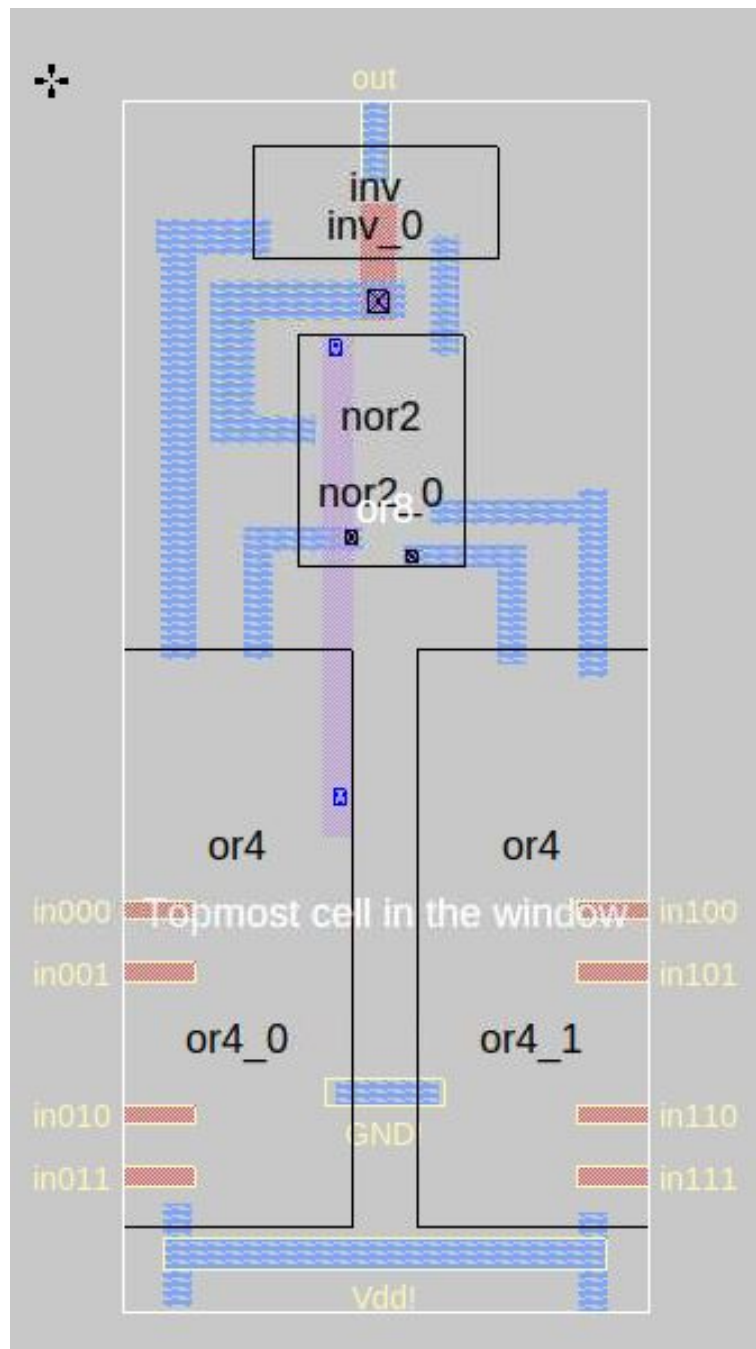 out
inv
inv_0
nor2
nor2_0
or8
or4 or4
in000 Topmost cell in the window in100
in001 in101
or4_0 or4_1
in010 in110
GND!
in011 in111
Vdd!